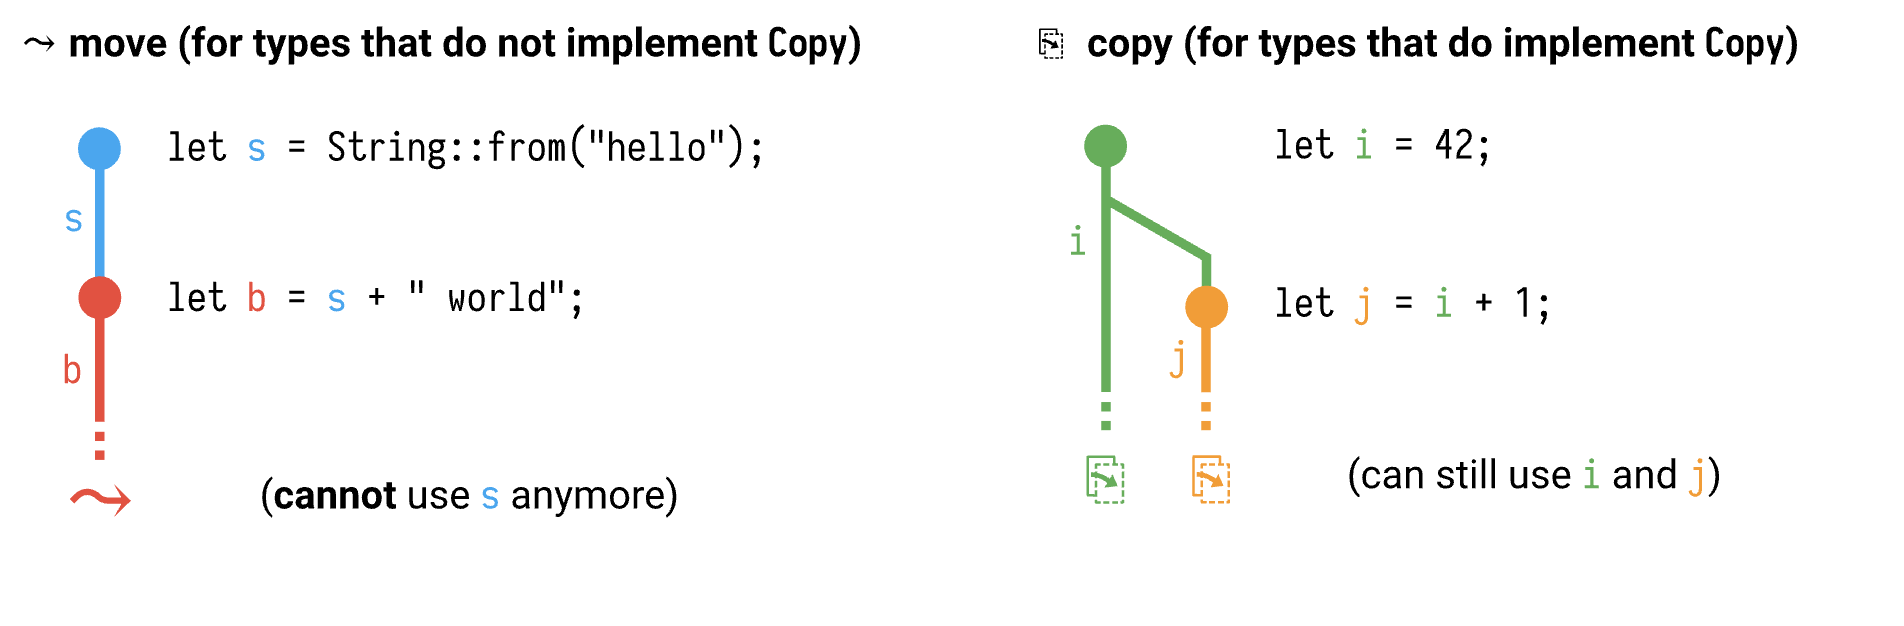 move (for types that do not implement Copy)
let s = String::from("hello");
s
let b = s + " world";
b
(cannot use s anymore)
copy (for types that do implement Copy)
let i = 42;
i
let j = i + 1;
j
(can still use i and j)